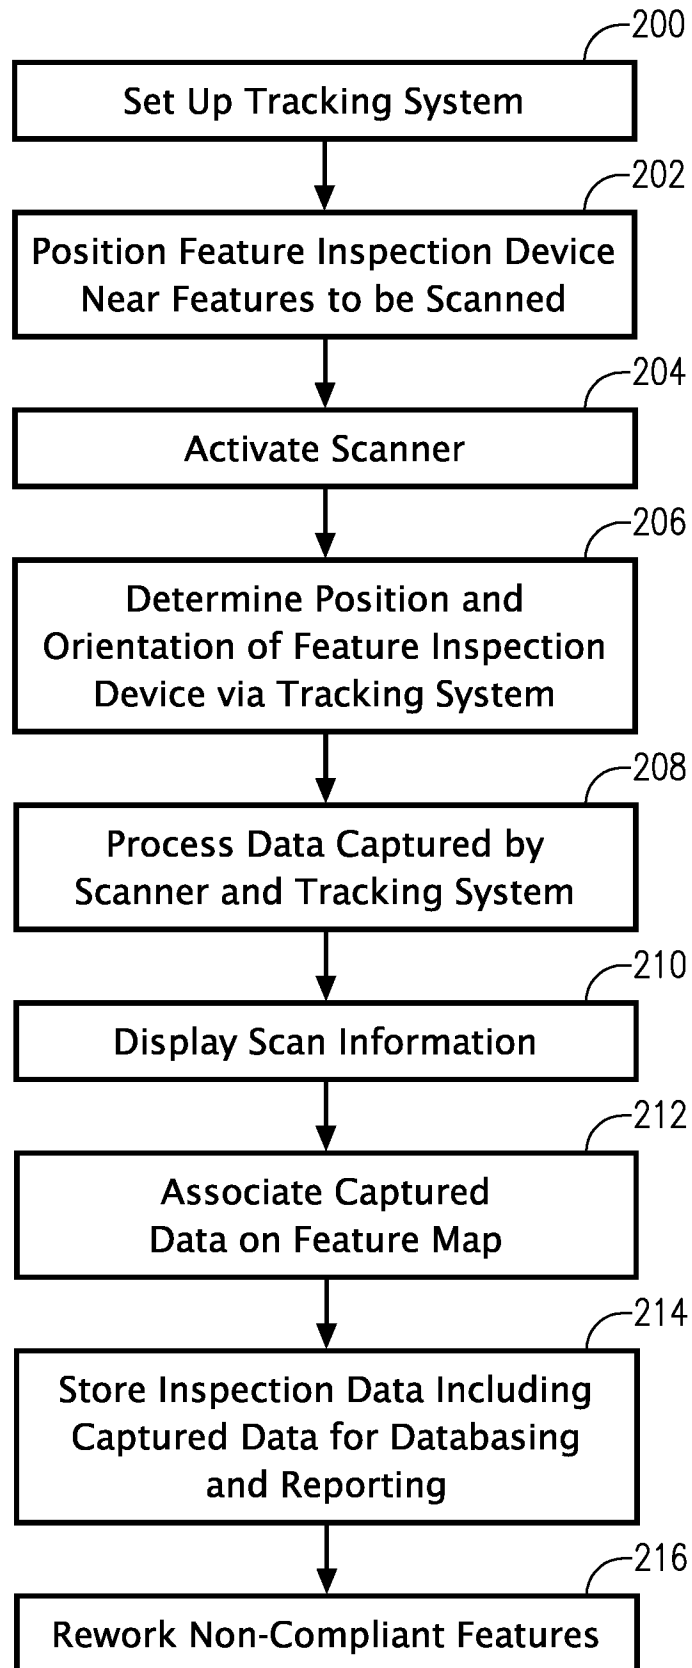 200
Set Up Tracking System
202
Position Feature Inspection Device
Near Features to be Scanned
204
Activate Scanner
206
Determine Position and
Orientation of Feature Inspection
Device via Tracking System
208
Process Data Captured by
Scanner and Tracking System
210
Display Scan Information
212
Associate Captured
Data on Feature Map
214
Store Inspection Data Including
Captured Data for Databasing
and Reporting
216
Rework Non-Compliant Features